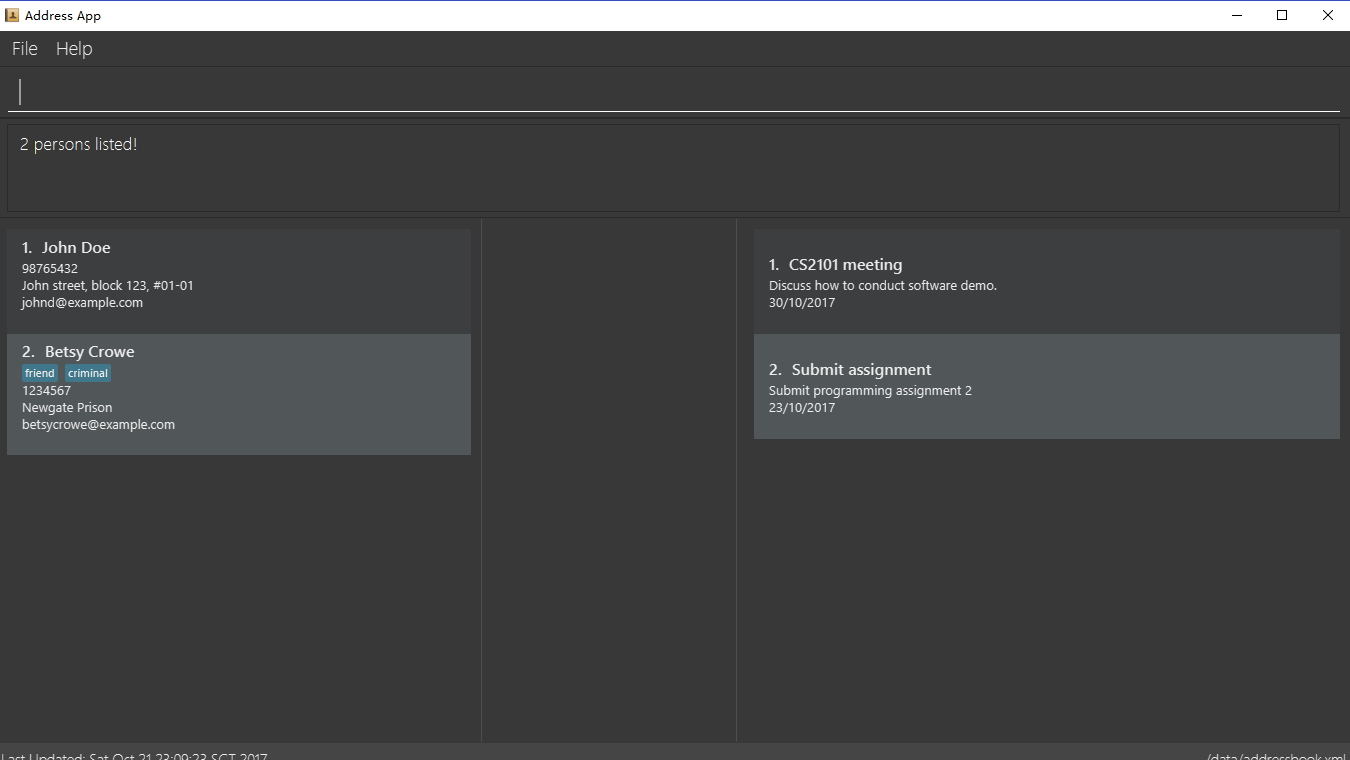 Address App
File Help
2 persons listed!
1. John Doe
98765432
John street, block 123, #01-01
johnd@example.com
2. Betsy Crowe
friend criminal
1234567
Newgate Prison
betsycrowe@example.com
1. CS2101 meeting
Discuss how to conduct software demo.
30/10/2017
2. Submit assignment
Submit programming assignment 2
23/10/2017
Last Updated: Sat Oct 21 23:09:23 SGT 2017
/data/addressbook.xml